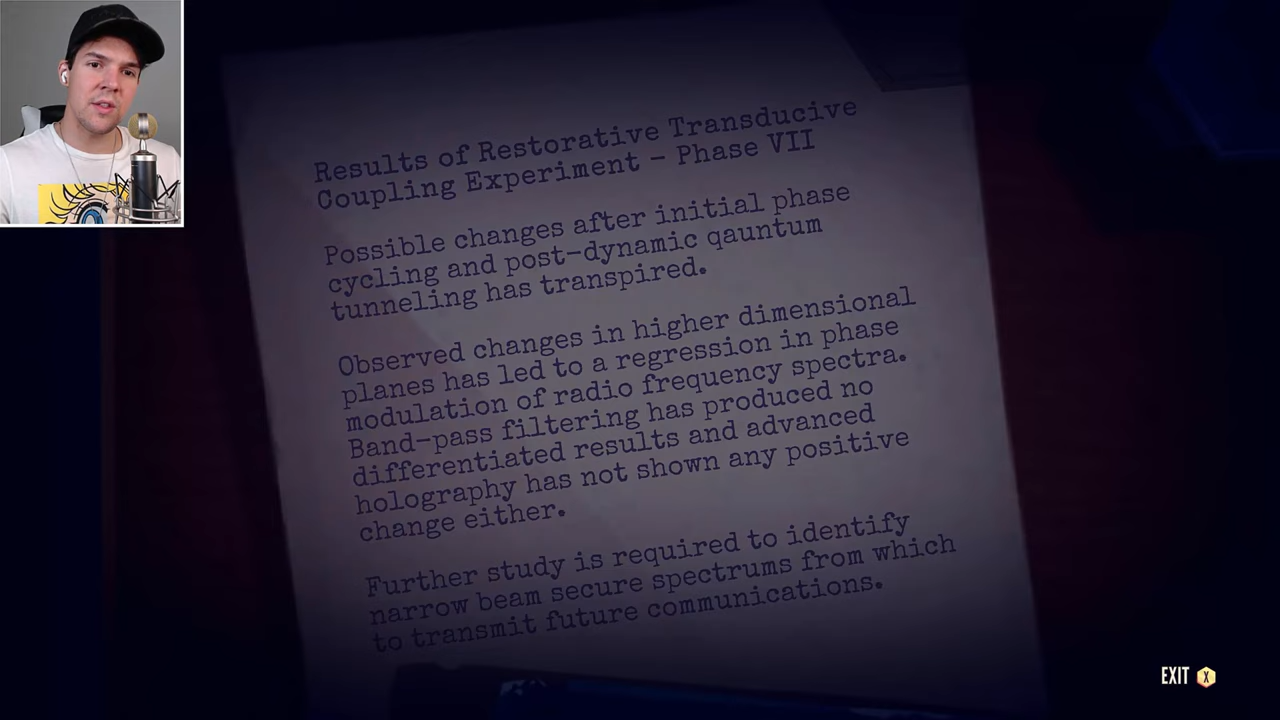 Results of Restorative Transducive
Coupling Experiment - Phase VII
Possible changes after initial phase
cycling and post-dynamic qauntum
tunneling has transpired.
Observed changes in higher dimensional
planes has led to a regression in phase
modulation of radio frequency spectra.
Band-pass filtering has produced no
differentiated results and advanced
holography has not shown any positive
change either.
Further study is required to identify
narrow beam secure spectrums from which
to transmit future communications.
EXIT X